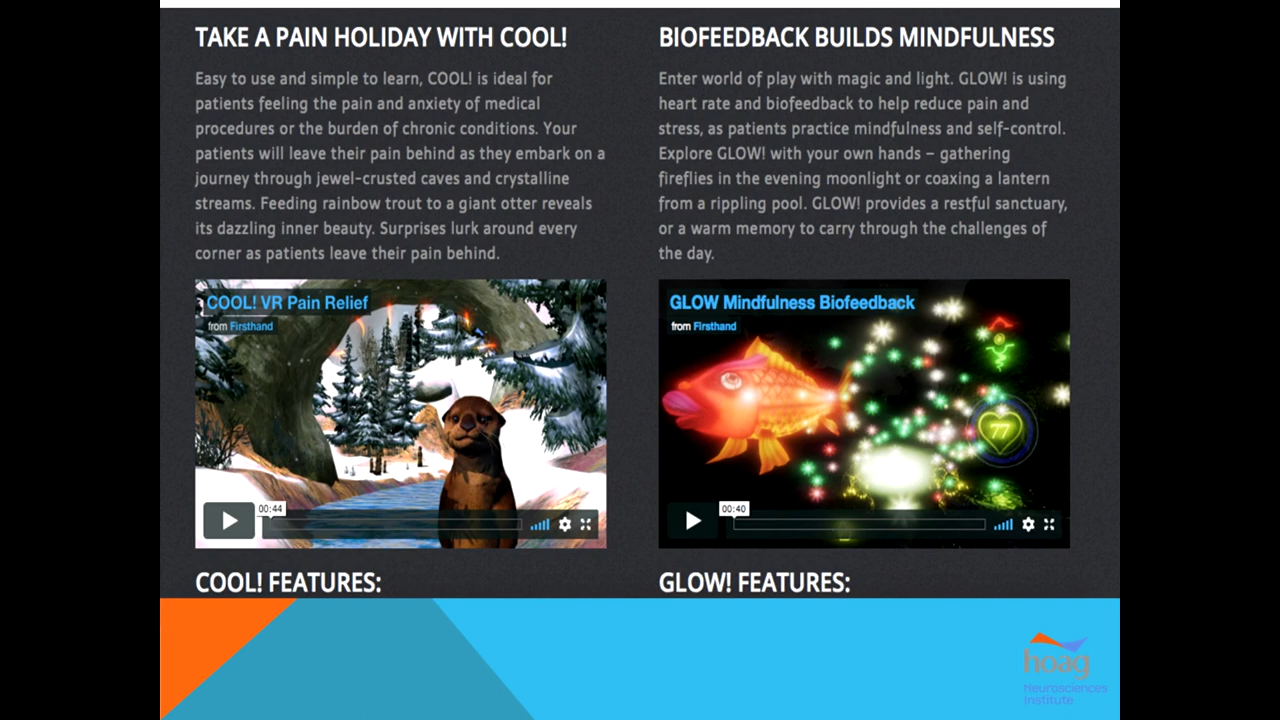 TAKE A PAIN HOLIDAY WITH COOL!
Easy to use and simple to learn, COOL! is ideal for
patients feeling the pain and anxiety of medical
procedures or the burden of chronic conditions. Your
patients will leave their pain behind as they embark on a
journey through jewel-crusted caves and crystalline
streams. Feeding rainbow trout to a giant otter reveals
its dazzling inner beauty. Surprises lurk around every
corner as patients leave their pain behind.
COOL! VR Pain Relief
from Firsthand
00:44
COOL! FEATURES:
BIOFEEDBACK BUILDS MINDFULNESS
Enter world of play with magic and light. GLOW! is using
heart rate and biofeedback to help reduce pain and
stress, as patients practice mindfulness and self-control.
Explore GLOW! with your own hands – gathering
fireflies in the evening moonlight or coaxing a lantern
from a rippling pool. GLOW! provides a restful sanctuary,
or a warm memory to carry through the challenges of
the day.
GLOW Mindfulness Biofeedback
from Firsthand
77
00:40
GLOW! FEATURES:
hoag
Neurosciences
Institute